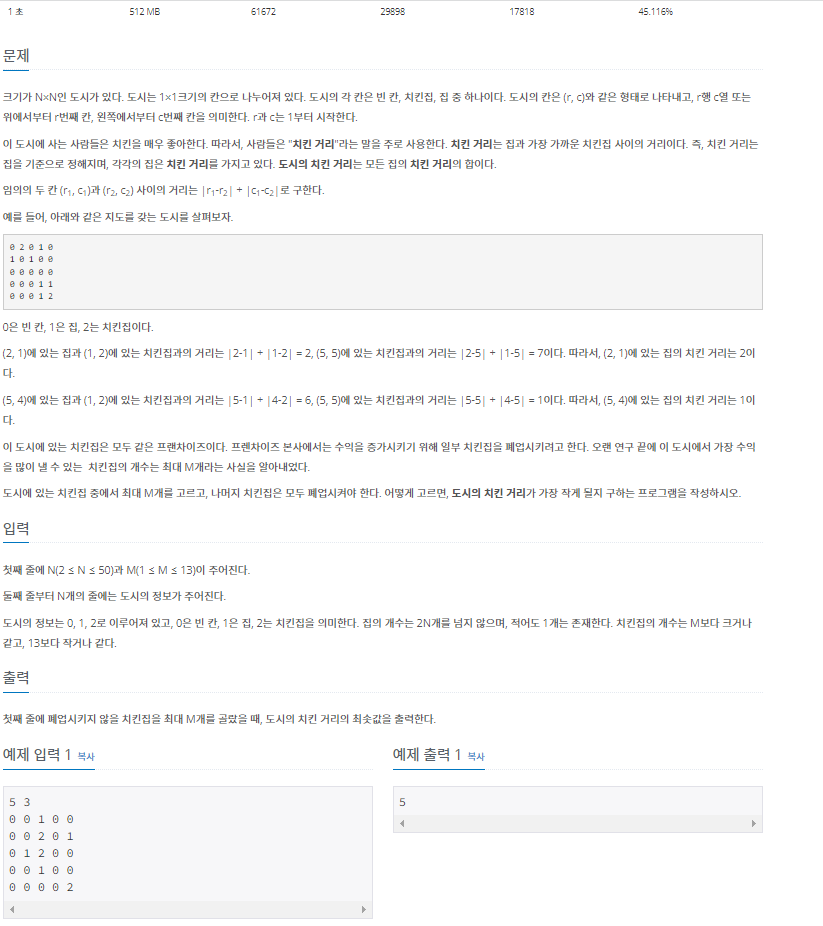 1 초 512 MB 61672 29898 17818 45.116%
문제
크기가 N×N인 도시가 있다. 도시는 1×1크기의 칸으로 나누어져 있다. 도시의 각 칸은 빈 칸, 치킨집, 집 중 하나이다. 도시의 칸은 (r, c)와 같은 형태로 나타내고, r행 c열 또는
위에서부터 r번째 칸, 왼쪽에서부터 c번째 칸을 의미한다. r과 c는 1부터 시작한다.
이 도시에 사는 사람들은 치킨을 매우 좋아한다. 따라서, 사람들은 "치킨 거리"라는 말을 주로 사용한다. 치킨 거리는 집과 가장 가까운 치킨집 사이의 거리이다. 즉, 치킨 거리는
집을 기준으로 정해지며, 각각의 집은 치킨 거리를 가지고 있다. 도시의 치킨 거리는 모든 집의 치킨 거리의 합이다.
임의의 두 칸 (r₁, c₁)과 (r₂, c₂) 사이의 거리는 |r₁-r₂| + |c₁-c₂|로 구한다.
예를 들어, 아래와 같은 지도를 갖는 도시를 살펴보자.
0 2 0 1 0
1 0 1 0 0
0 0 0 0 0
0 0 0 1 1
0 0 0 1 2
0은 빈 칸, 1은 집, 2는 치킨집이다.
(2, 1)에 있는 집과 (1, 2)에 있는 치킨집과의 거리는 |2-1| + |1-2| = 2, (5, 5)에 있는 치킨집과의 거리는 |2-5| + |1-5| = 7이다. 따라서, (2, 1)에 있는 집의 치킨 거리는 2이
다.
(5, 4)에 있는 집과 (1, 2)에 있는 치킨집과의 거리는 |5-1| + |4-2| = 6, (5, 5)에 있는 치킨집과의 거리는 |5-5| + |4-5| = 1이다. 따라서, (5, 4)에 있는 집의 치킨 거리는 1이
다.
이 도시에 있는 치킨집은 모두 같은 프랜차이즈이다. 프렌차이즈 본사에서는 수익을 증가시키기 위해 일부 치킨집을 폐업시키려고 한다. 오랜 연구 끝에 이 도시에서 가장 수익
을 많이 낼 수 있는 치킨집의 개수는 최대 M개라는 사실을 알아내었다.
도시에 있는 치킨집 중에서 최대 M개를 고르고, 나머지 치킨집은 모두 폐업시켜야 한다. 어떻게 고르면, 도시의 치킨 거리가 가장 작게 될지 구하는 프로그램을 작성하시오.
입력
첫째 줄에 N(2 ≤ N ≤ 50)과 M(1 ≤ M ≤ 13)이 주어진다.
둘째 줄부터 N개의 줄에는 도시의 정보가 주어진다.
도시의 정보는 0, 1, 2로 이루어져 있고, 0은 빈 칸, 1은 집, 2는 치킨집을 의미한다. 집의 개수는 2N개를 넘지 않으며, 적어도 1개는 존재한다. 치킨집의 개수는 M보다 크거나
같고, 13보다 작거나 같다.
출력
첫째 줄에 폐업시키지 않을 치킨집을 최대 M개를 골랐을 때, 도시의 치킨 거리의 최솟값을 출력한다.
예제 입력 1 복사
5 3
0 0 1 0 0
0 0 2 0 1
0 1 2 0 0
0 0 1 0 0
0 0 0 0 2
예제 출력 1 복사
5